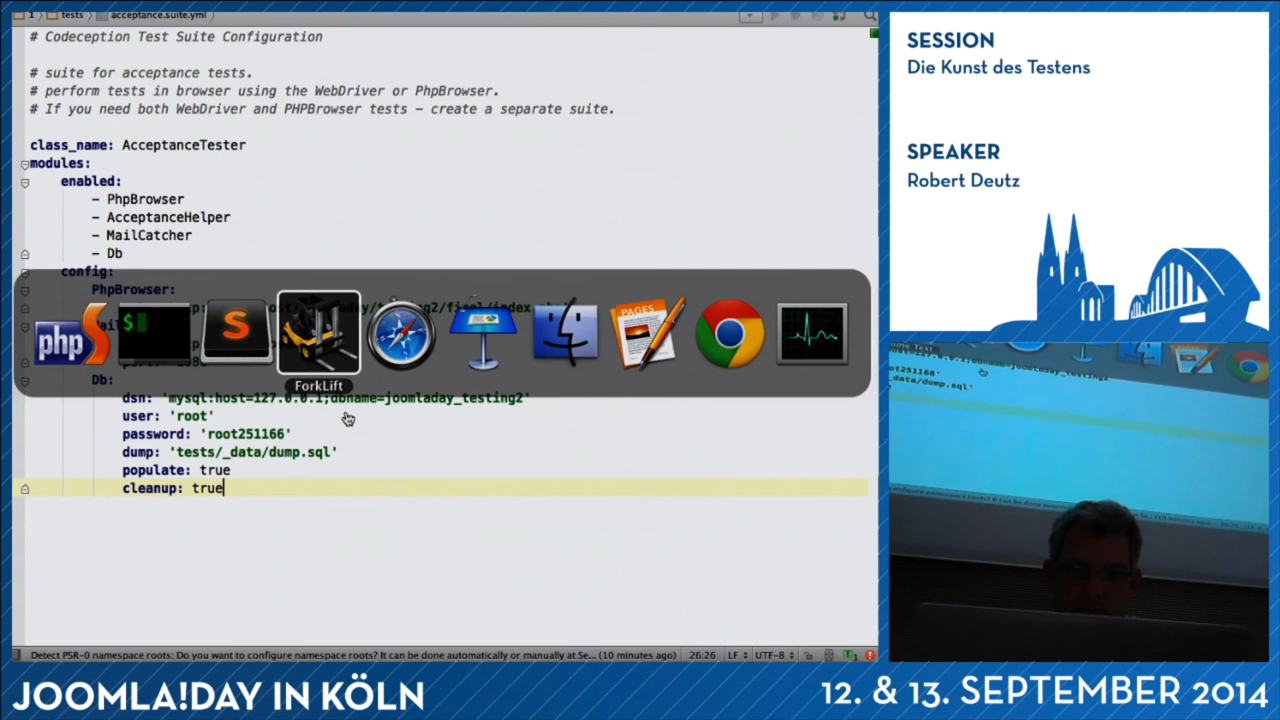 1 tests acceptance.suite.yml
# Codeception Test Suite Configuration
# suite for acceptance tests.
# perform tests in browser using the WebDriver or PhpBrowser.
# If you need both WebDriver and PHPBrowser tests - create a separate suite.
class_name: AcceptanceTester
modules:
enabled:
- PhpBrowser
- AcceptanceHelper
- MailCatcher
- Db
config:
PhpBrowser:
php S
$
S
PAGES
ForkLift
Db:
dsn: 'mysql:host=127.0.0.1;dbname=joomladay_testing2'
user: 'root'
password: 'root251166'
dump: 'tests/_data/dump.sql'
populate: true
cleanup: true
Detect PSR-0 namespace roots: Do you want to configure namespace roots? It can be done automatically or manually at Se... (10 minutes ago) 26:26 LF UTF-8
SESSION
Die Kunst des Testens
SPEAKER
Robert Deutz
_data/dump.sql'
JOOMLA!DAY IN KÖLN
12. & 13. SEPTEMBER 2014